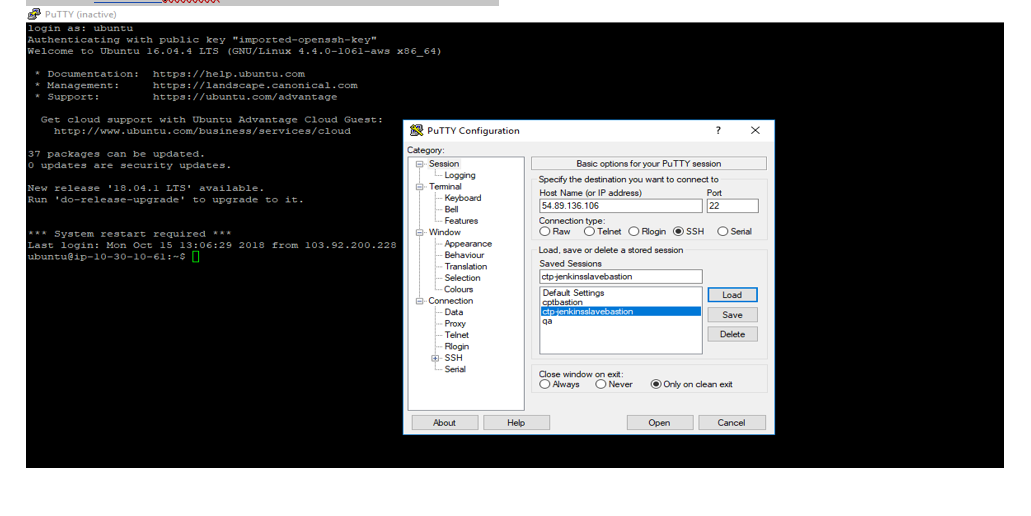 PuTTY (inactive)
login as: ubuntu
Authenticating with public key "imported-openssh-key"
Welcome to Ubuntu 16.04.4 LTS (GNU/Linux 4.4.0-1061-aws x86_64)
* Documentation: https://help.ubuntu.com
* Management: https://landscape.canonical.com
* Support: https://ubuntu.com/advantage
Get cloud support with Ubuntu Advantage Cloud Guest:
http://www.ubuntu.com/business/services/cloud
37 packages can be updated.
0 updates are security updates.
New release '18.04.1 LTS' available.
Run 'do-release-upgrade' to upgrade to it.
*** System restart required ***
Last login: Mon Oct 15 13:06:29 2018 from 103.92.200.228
ubuntu@ip-10-30-10-61:~$
PuTTY Configuration
? ×
Category:
Session
Logging
Terminal
Keyboard
Bell
Features
Window
Appearance
Behaviour
Translation
Selection
Colours
Connection
Data
Proxy
Telnet
Rlogin
SSH
Serial
Basic options for your PuTTY session
Specify the destination you want to connect to
Host Name (or IP address) Port
54.89.136.106 22
Connection type:
Raw Telnet Rlogin SSH Serial
Load, save or delete a stored session
Saved Sessions
ctp-jenkinsslavebastion
Default Settings
cptbastion
ctp-jenkinsslavebastion
qa
Load
Save
Delete
Close window on exit:
Always Never Only on clean exit
About Help Open Cancel